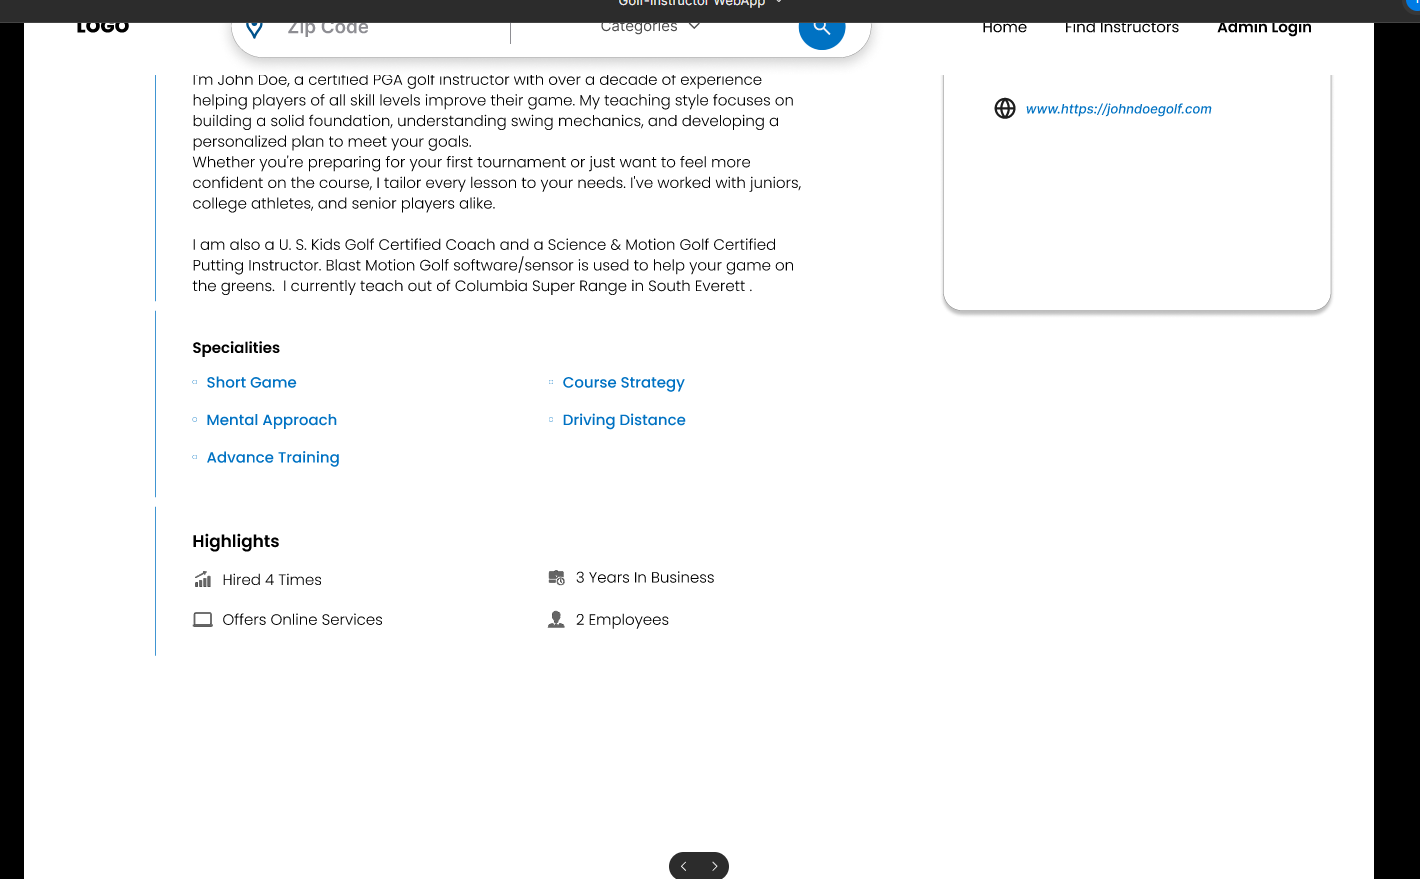 Golf-Instructor WebApp
LOGO
Zip Code
Categories
Home
Find Instructors
Admin Login
I'm John Doe, a certified PGA golf instructor with over a decade of experience
helping players of all skill levels improve their game. My teaching style focuses on
building a solid foundation, understanding swing mechanics, and developing a
personalized plan to meet your goals.
Whether you're preparing for your first tournament or just want to feel more
confident on the course, I tailor every lesson to your needs. I've worked with juniors,
college athletes, and senior players alike.
I am also a U. S. Kids Golf Certified Coach and a Science & Motion Golf Certified
Putting Instructor. Blast Motion Golf software/sensor is used to help your game on
the greens.  I currently teach out of Columbia Super Range in South Everett .
www.https://johndoegolf.com
Specialities
Short Game
Course Strategy
Mental Approach
Driving Distance
Advance Training
Highlights
Hired 4 Times
3 Years In Business
Offers Online Services
2 Employees